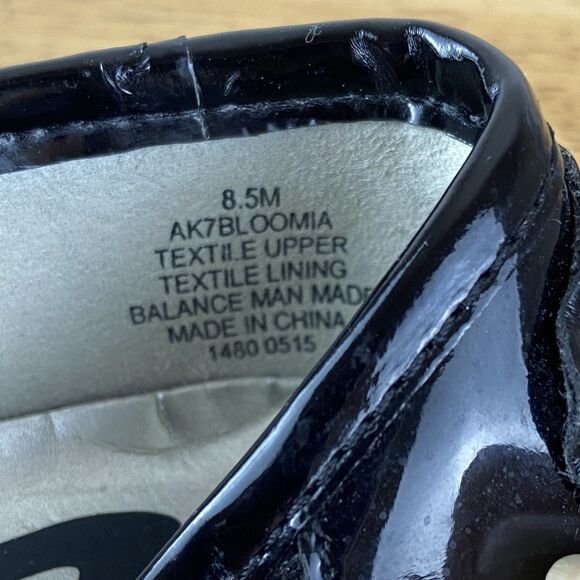 8.5M
AK7BLOOMIA
TEXTILE UPPER
TEXTILE LINING
BALANCE MAN MADE
MADE IN CHINA
1480 0515